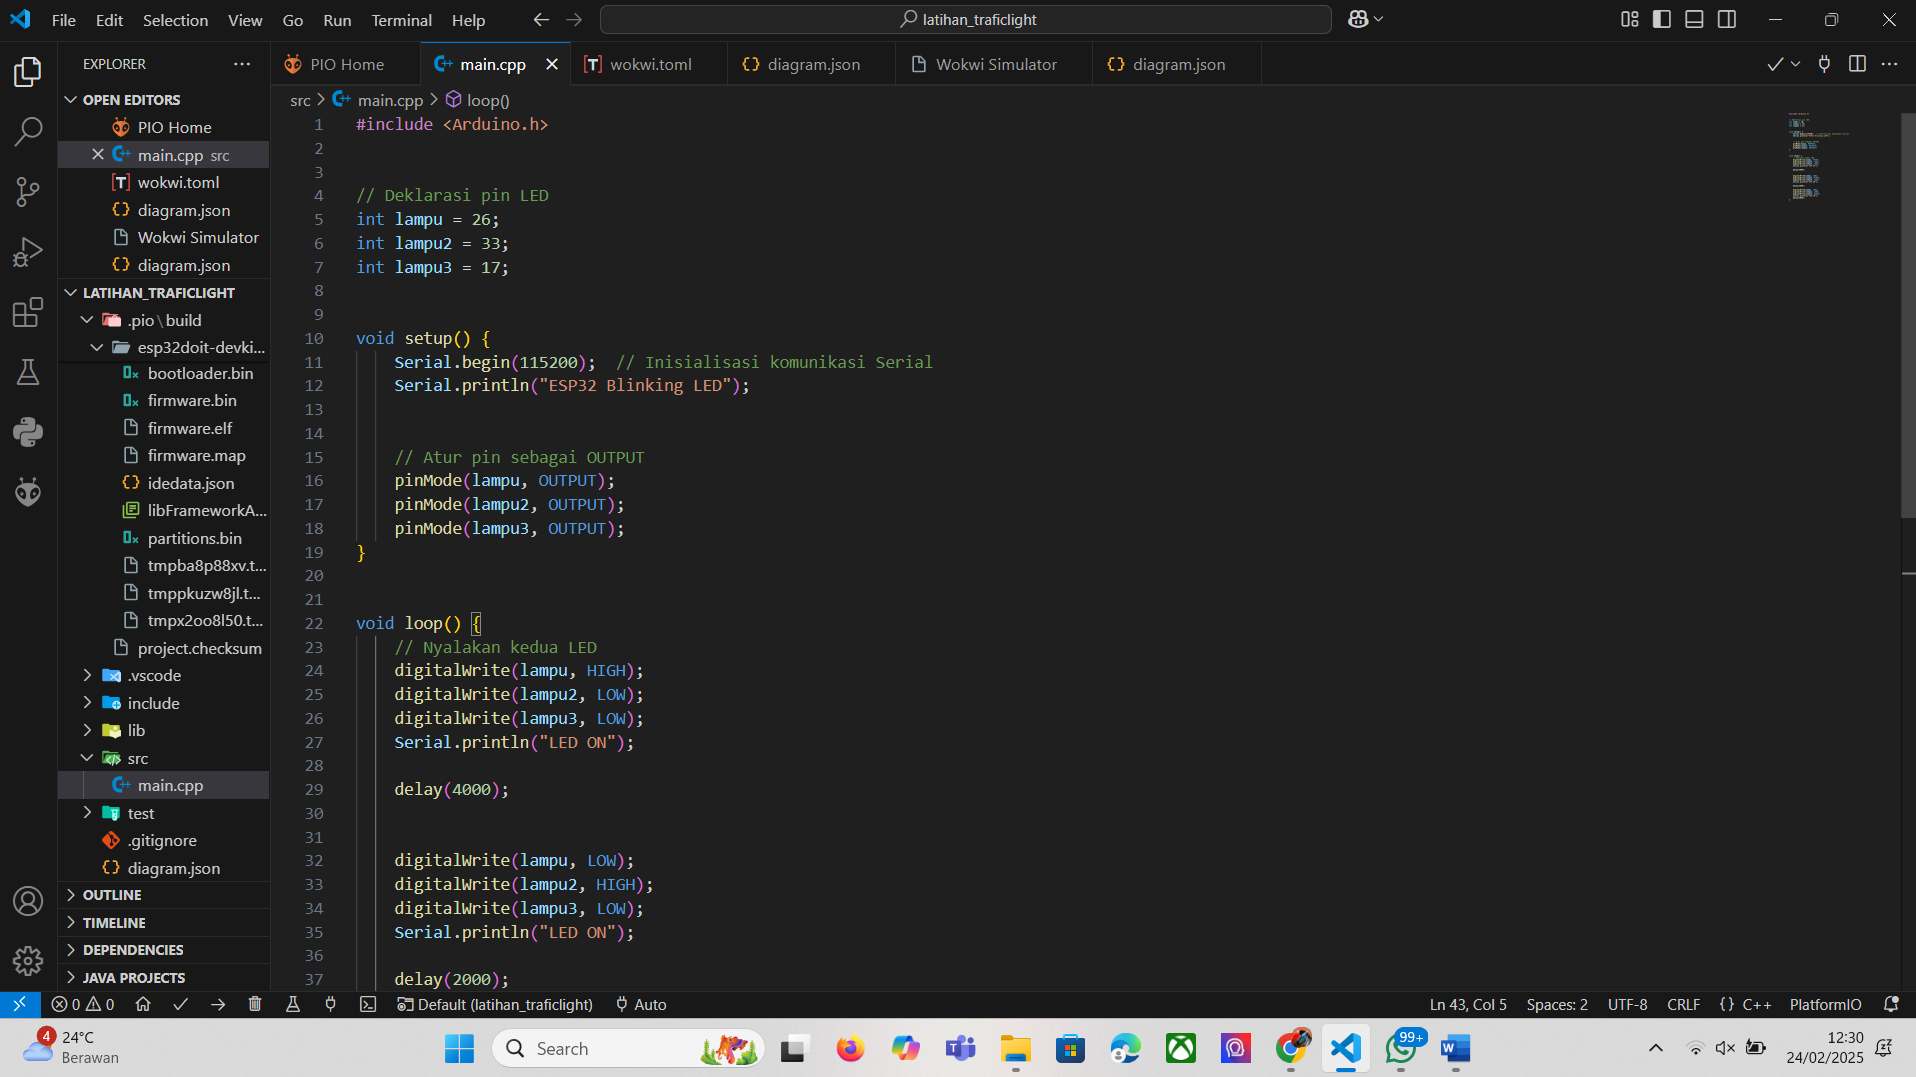 File Edit Selection View Go Run Terminal Help
latihan_traficlight
EXPLORER
PIO Home
main.cpp
wokwi.toml
diagram.json
Wokwi Simulator
diagram.json
OPEN EDITORS
PIO Home
main.cpp src
wokwi.toml
diagram.json
Wokwi Simulator
diagram.json
LATIHAN_TRAFICLIGHT
.pio\build
esp32doit-devki...
bootloader.bin
firmware.bin
firmware.elf
firmware.map
idedata.json
libFrameworkA...
partitions.bin
tmpba8p88xv.t...
tmppkuzw8jl.t...
tmpx2oo8l50.t...
project.checksum
.vscode
include
lib
src
main.cpp
test
.gitignore
diagram.json
OUTLINE
TIMELINE
DEPENDENCIES
JAVA PROJECTS
src > main.cpp > loop()
1 #include <Arduino.h>
2
3
4 // Deklarasi pin LED
5 int lampu = 26;
6 int lampu2 = 33;
7 int lampu3 = 17;
8
9
10 void setup() {
11 Serial.begin(115200); // Inisialisasi komunikasi Serial
12 Serial.println("ESP32 Blinking LED");
13
14
15 // Atur pin sebagai OUTPUT
16 pinMode(lampu, OUTPUT);
17 pinMode(lampu2, OUTPUT);
18 pinMode(lampu3, OUTPUT);
19 }
20
21
22 void loop() {
23 // Nyalakan kedua LED
24 digitalWrite(lampu, HIGH);
25 digitalWrite(lampu2, LOW);
26 digitalWrite(lampu3, LOW);
27 Serial.println("LED ON");
28
29 delay(4000);
30
31
32 digitalWrite(lampu, LOW);
33 digitalWrite(lampu2, HIGH);
34 digitalWrite(lampu3, LOW);
35 Serial.println("LED ON");
36
37 delay(2000);
0 0 Default (latihan_traficlight) Auto
Ln 43, Col 5 Spaces: 2 UTF-8 CRLF {} C++ PlatformIO
4
24°C
Berawan
Search
99+
12:30
24/02/2025